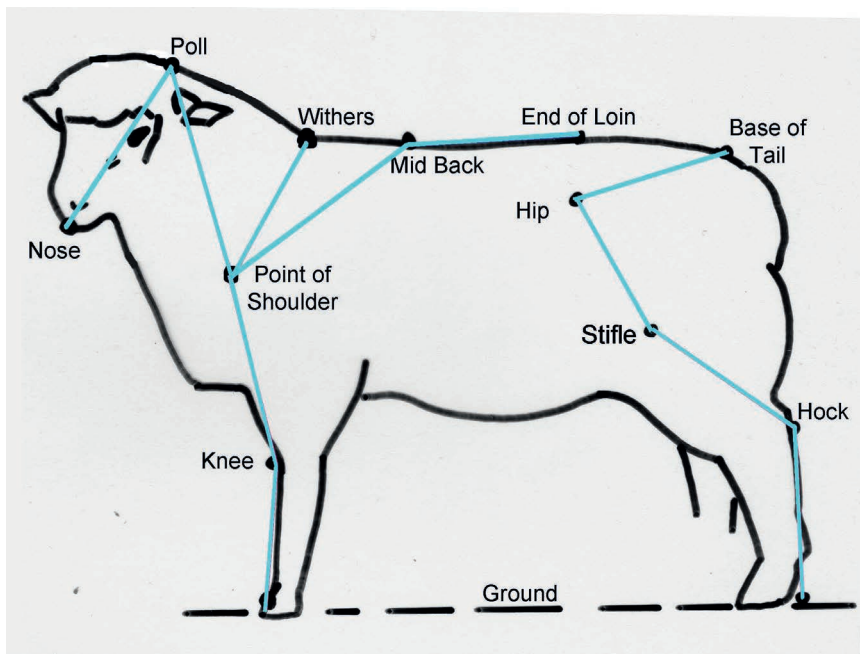 Poll
Withers
End of Loin
Base of
Tail
Mid Back
Hip
Nose
Point of
Shoulder
Stifle
Hock
Knee
Ground